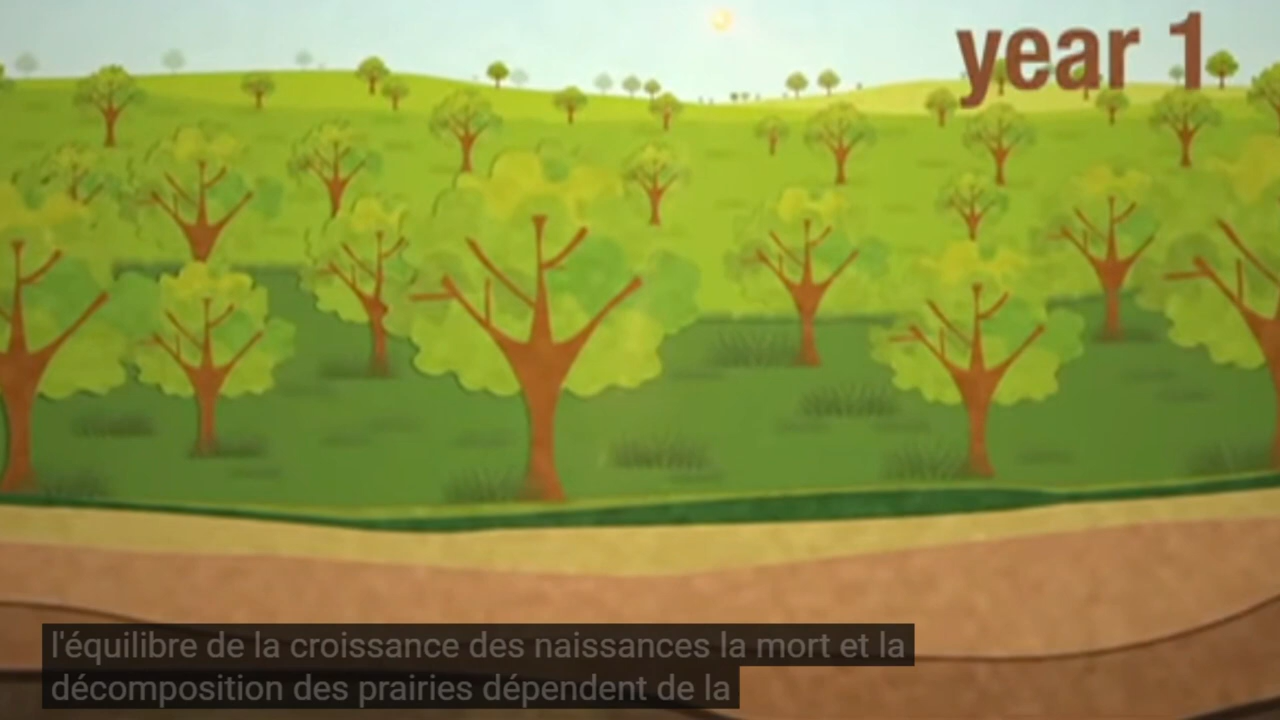 year 1
l'équilibre de la croissance des naissances la mort et la
décomposition des prairies dépendent de la